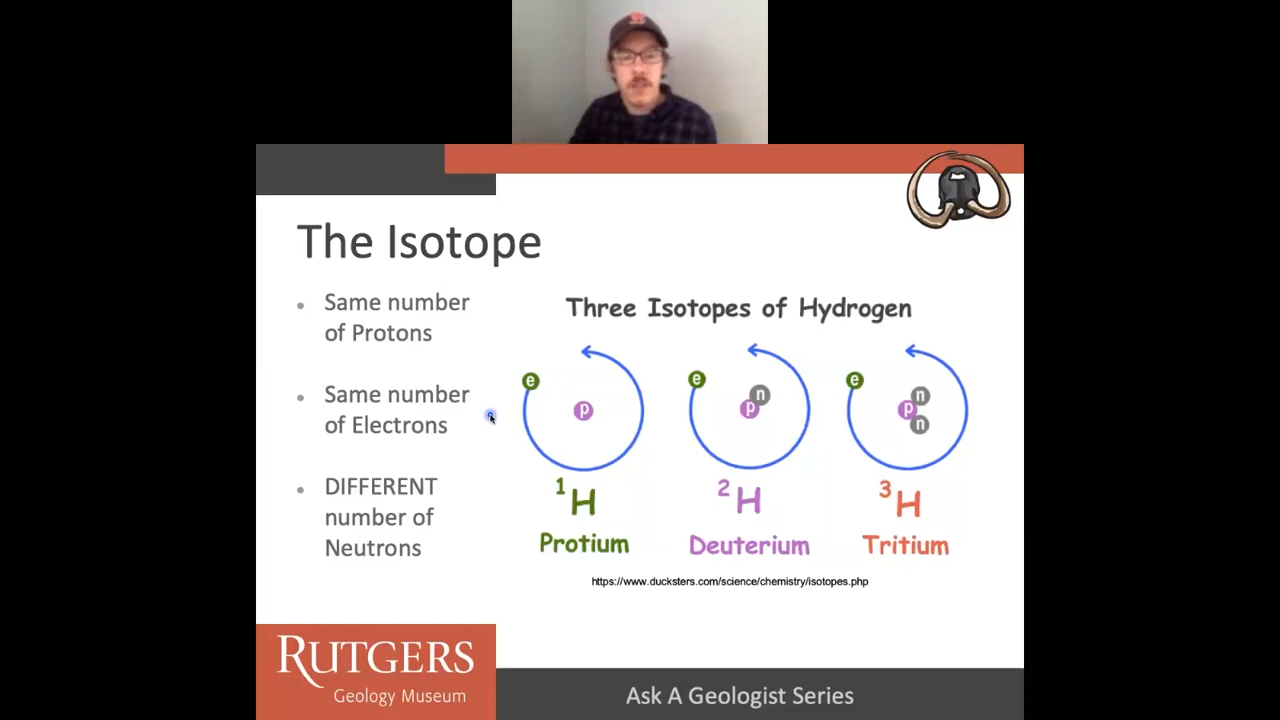 The Isotope
Same number
of Protons
Same number
of Electrons
DIFFERENT
number of
Neutrons
Three Isotopes of Hydrogen
e
p
e
n
p
e
n
p
n
1H
2H
3H
Protium
Deuterium
Tritium
https://www.ducksters.com/science/chemistry/isotopes.php
RUTGERS
Geology Museum
Ask A Geologist Series